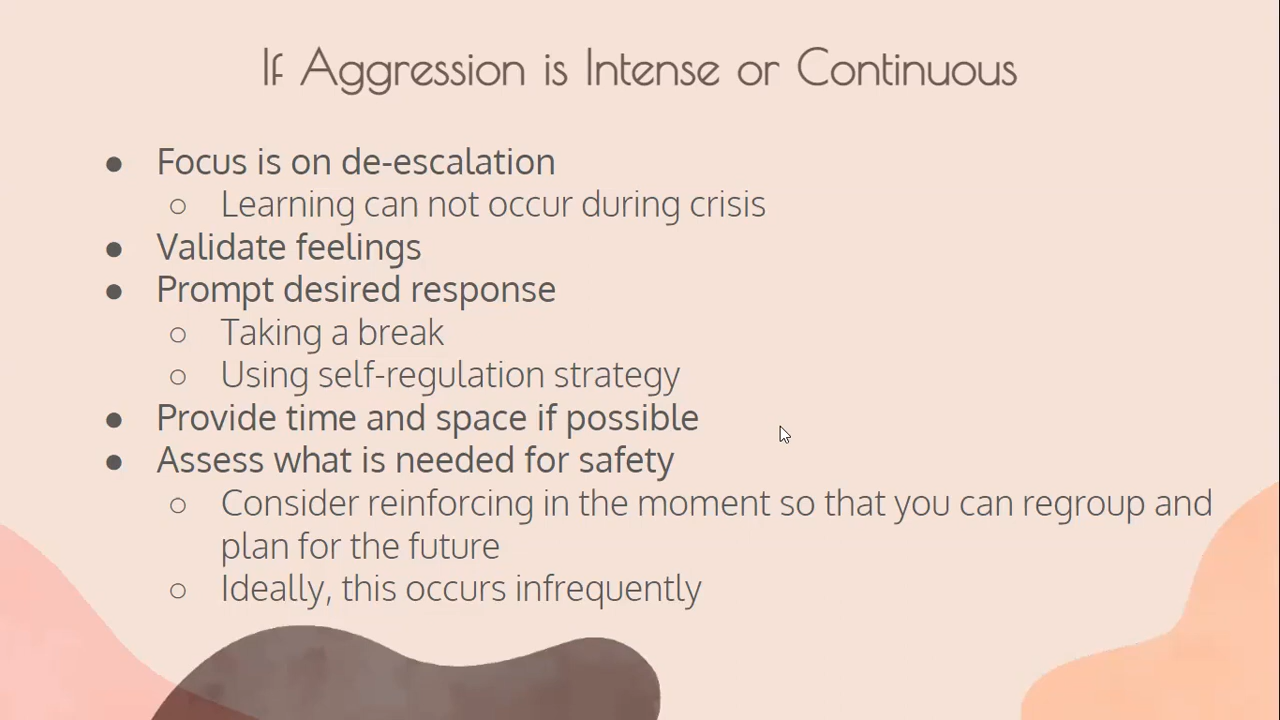 If Aggression is Intense or Continuous
● Focus is on de-escalation
○ Learning can not occur during crisis
● Validate feelings
● Prompt desired response
○ Taking a break
○ Using self-regulation strategy
● Provide time and space if possible
● Assess what is needed for safety
○ Consider reinforcing in the moment so that you can regroup and
plan for the future
○ Ideally, this occurs infrequently